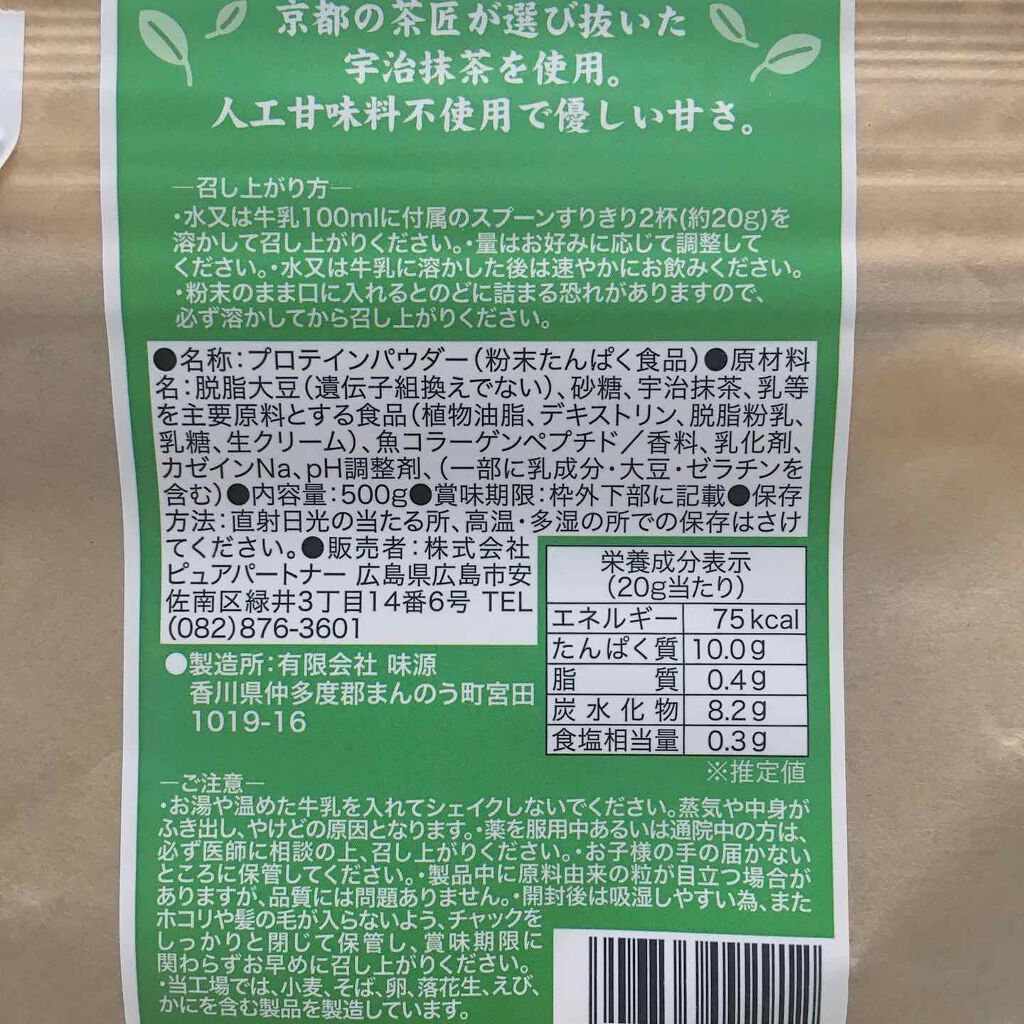 京都の茶匠が選び抜いた
宇治抹茶を使用。
人工甘味料不使用で優しい甘さ。
―召し上がり方―
・水又は牛乳100mlに付属のスプーンすりきり2杯(約20g)を
溶かして召し上がりください。・量はお好みに応じて調整して
ください。・水又は牛乳に溶かした後は速やかにお飲みください。
・粉末のまま口に入れるとのどに詰まる恐れがありますので、
必ず溶かしてから召し上がりください。
●名称：プロテインパウダー（粉末たんぱく食品）●原材料
名：脱脂大豆（遺伝子組換えでない）、砂糖、宇治抹茶、乳等
を主要原料とする食品（植物油脂、デキストリン、脱脂粉乳、
乳糖、生クリーム）、魚コラーゲンペプチド／香料、乳化剤、
カゼインNa、pH調整剤、（一部に乳成分・大豆・ゼラチンを
含む）●内容量：500g●賞味期限：枠外下部に記載●保存
方法：直射日光の当たる所、高温・多湿の所での保存はさけ
てください。●販売者：株式会社
ピュアパートナー 広島県広島市安
佐南区緑井3丁目14番6号 TEL
(082)876-3601
栄養成分表示
(20g当たり)
エネルギー 75kcal
たんぱく質 10.0g
脂質 0.4g
炭水化物 8.2g
食塩相当量 0.3g
※推定値
●製造所：有限会社 味源
香川県仲多度郡まんのう町宮田
1019-16
―ご注意―
・お湯や温めた牛乳を入れてシェイクしないでください。蒸気や中身が
ふき出し、やけどの原因となります。・薬を服用中あるいは通院中の方は、
必ず医師に相談の上、召し上がりください。・お子様の手の届かない
ところに保管してください。・製品中に原料由来の粒が目立つ場合が
ありますが、品質には問題ありません。・開封後は吸湿しやすい為、また
ホコリや髪の毛が入らないよう、チャックを
しっかりと閉じて保管し、賞味期限に
関わらずお早めに召し上がりください。
・当工場では、小麦、そば、卵、落花生、えび、
かにを含む製品を製造しています。